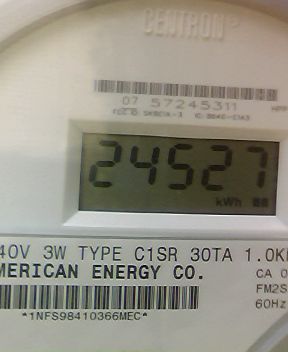 CENTRON®
07 57245311
24527
kWh
40V 3W TYPE C1SR 30TA 1.0K
MERICAN ENERGY CO.
CA 0
FM2S
60Hz
*1NFS98410366MEC*